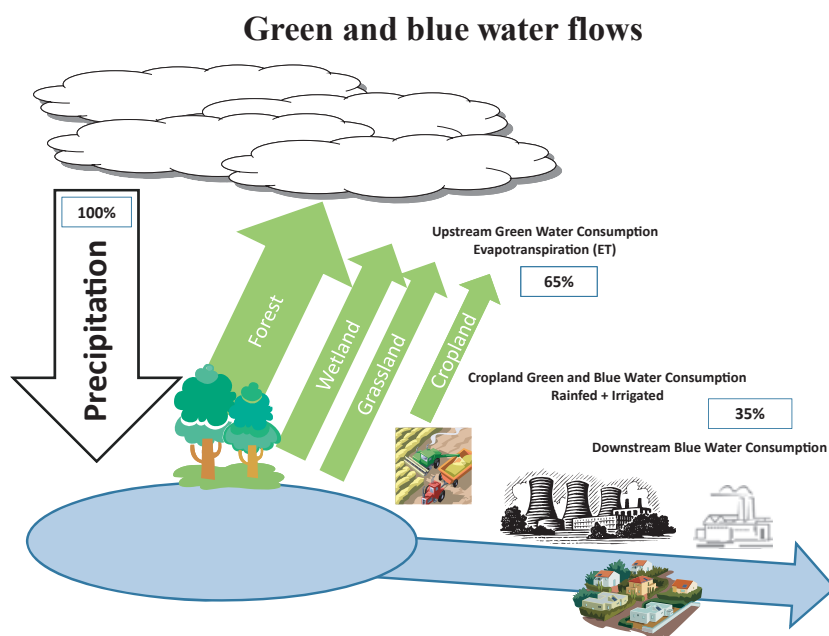 Green and blue water flows
100%
Precipitation
Forest
Wetland
Grassland
Cropland
Upstream Green Water Consumption
Evapotranspiration (ET)
65%
Cropland Green and Blue Water Consumption
Rainfed + Irrigated
35%
Downstream Blue Water Consumption